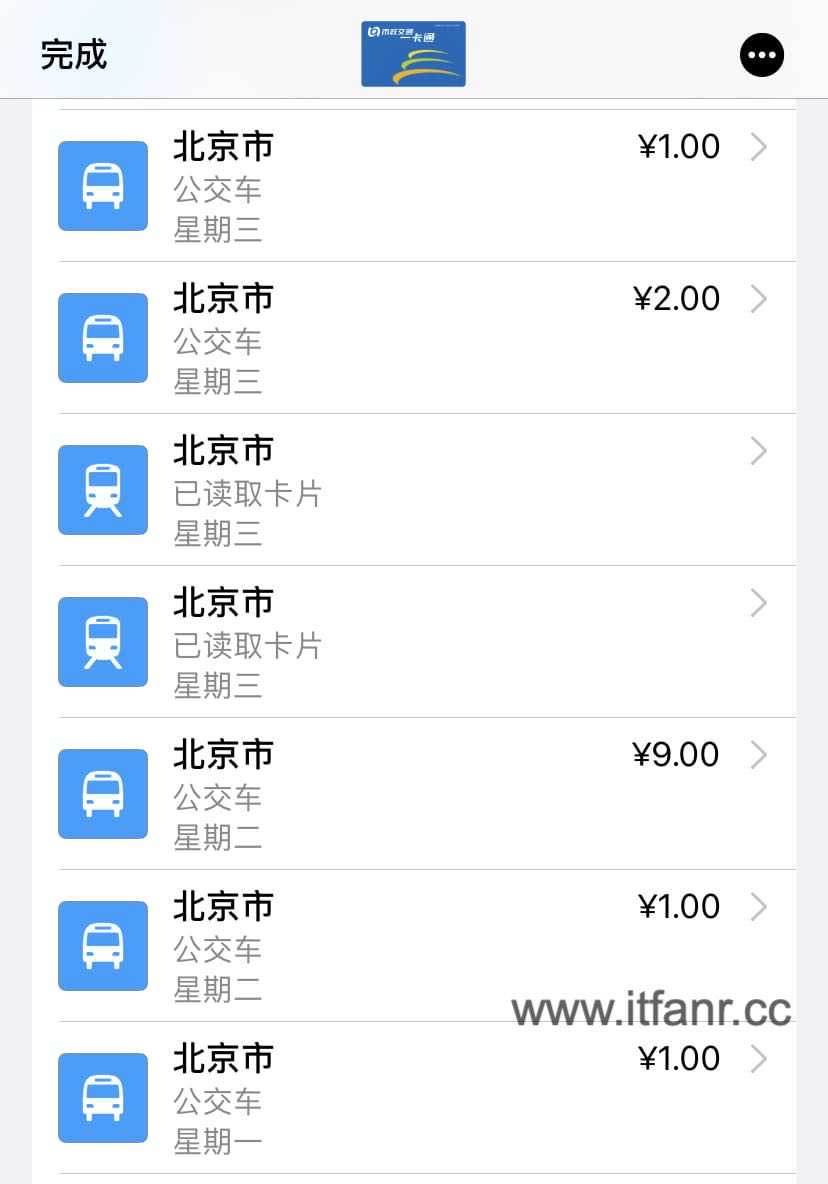 完成
市政交通
一卡通
北京市 ¥1.00
公交车
星期三
北京市 ¥2.00
公交车
星期三
北京市
已读取卡片
星期三
北京市
已读取卡片
星期三
北京市 ¥9.00
公交车
星期二
北京市 ¥1.00
公交车
星期二
www.itfanr.cc
北京市 ¥1.00
公交车
星期一